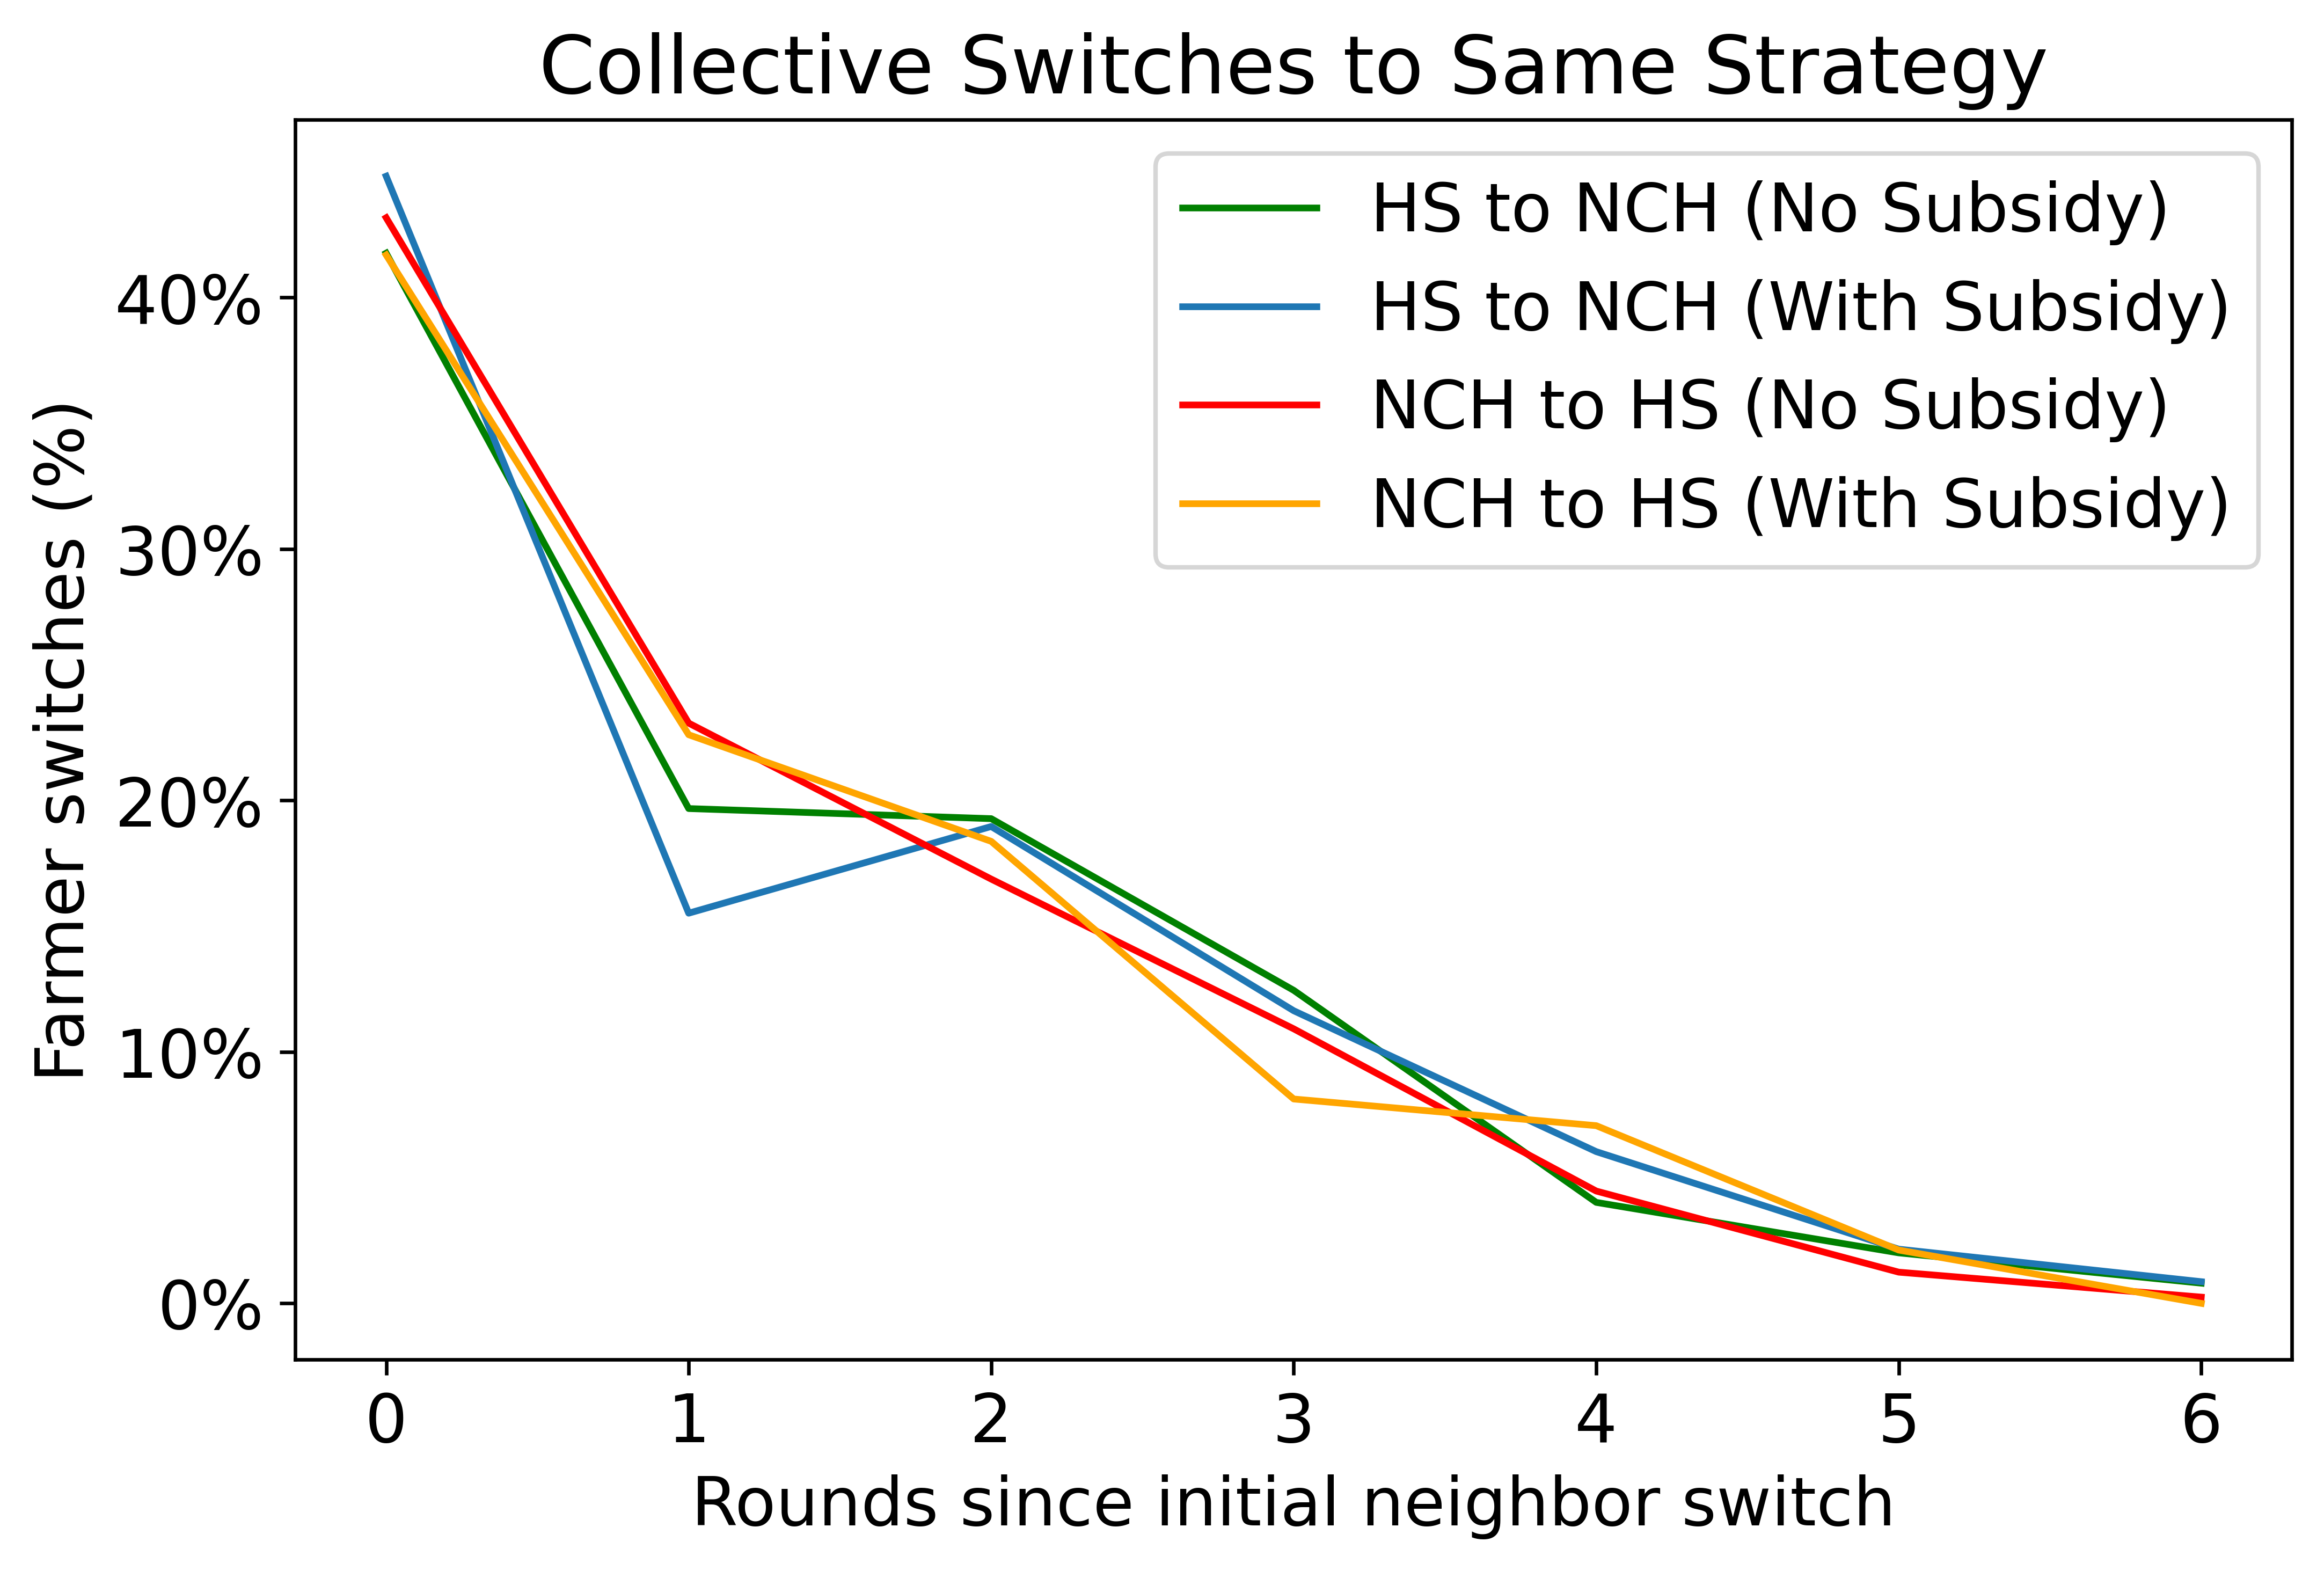 Collective Switches to Same Strategy
HS to NCH (No Subsidy)
HS to NCH (With Subsidy)
NCH to HS (No Subsidy)
NCH to HS (With Subsidy)
Farmer switches (%)
40%
30%
20%
10%
0%
0 1 2 3 4 5 6
Rounds since initial neighbor switch